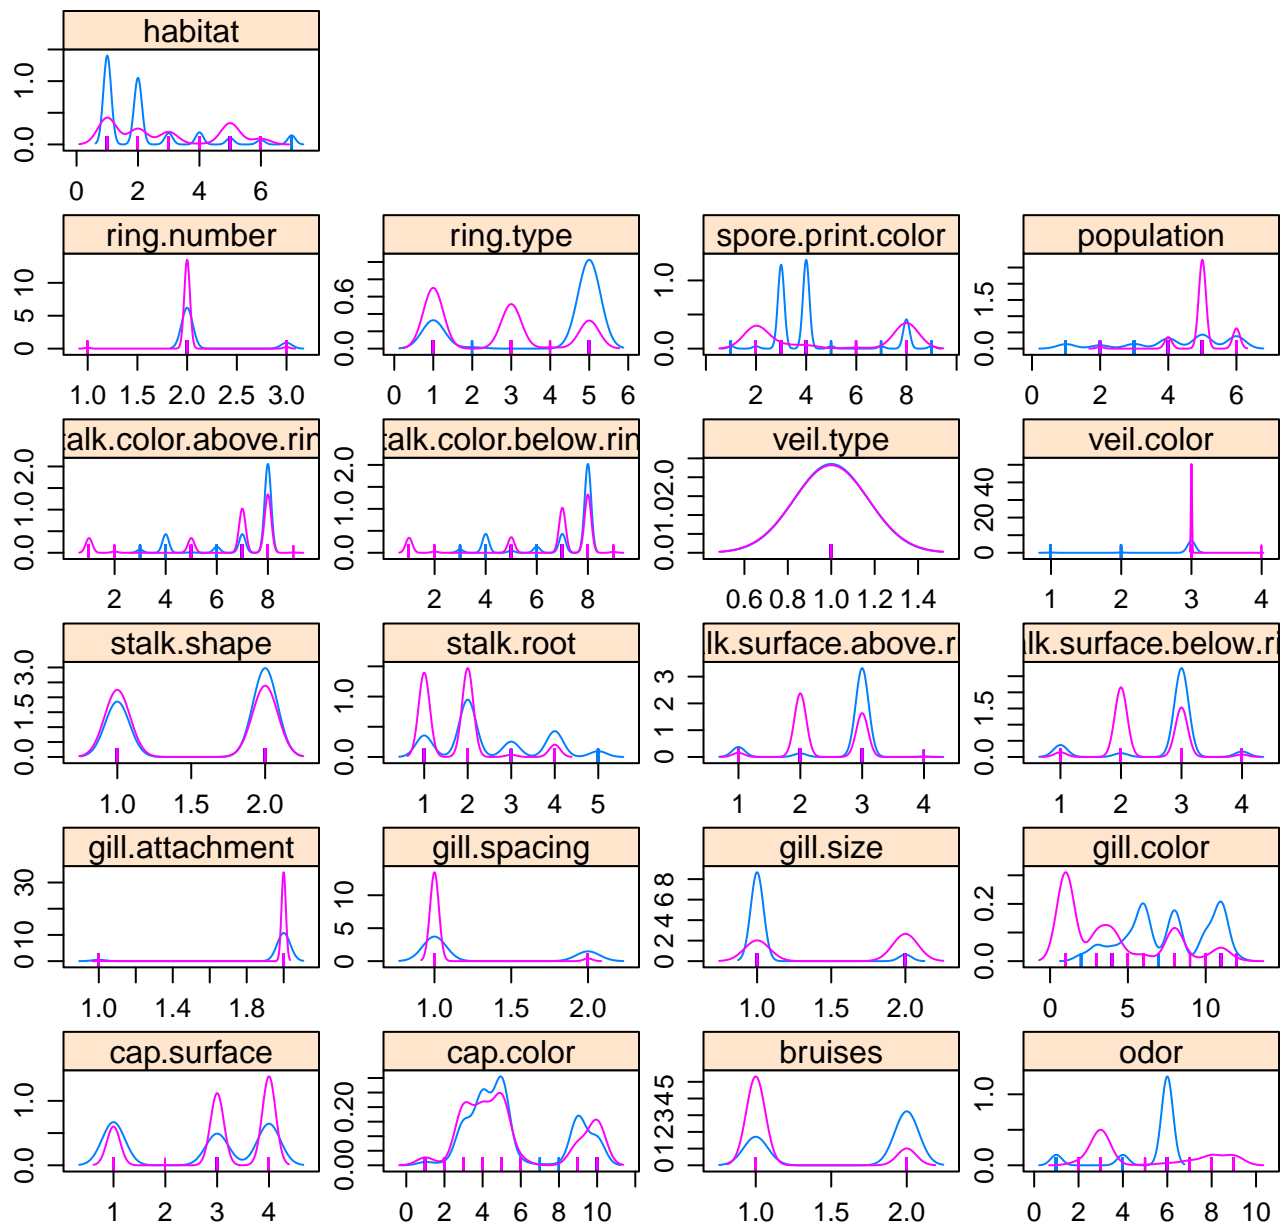 habitat
0.0 1.0
0 2 4 6
ring.number ring.type spore.print.color population
0 5 10 0.0 0.6 0.0 1.0 0.0 1.5
1.0 1.5 2.0 2.5 3.0 0 1 2 3 4 5 6 2 4 6 8 0 2 4 6
talk.color.above.rin talk.color.below.rin veil.type veil.color
0.0 1.0 2.0 0.0 1.0 2.0 0.0 1.0 2.0 0 20 40
2 4 6 8 2 4 6 8 0.6 0.8 1.0 1.2 1.4 1 2 3 4
stalk.shape stalk.root lk.surface.above.r lk.surface.below.ri
0.0 1.5 3.0 0.0 1.0 0 1 2 3 0.0 1.5
1.0 1.5 2.0 1 2 3 4 5 1 2 3 4 1 2 3 4
gill.attachment gill.spacing gill.size gill.color
0 10 30 0 5 10 0 2 4 6 8 0.0 0.2
1.0 1.4 1.8 1.0 1.5 2.0 1.0 1.5 2.0 0 5 10
cap.surface cap.color bruises odor
0.0 1.0 0.00 0.20 0 1 2 3 4 5 0.0 1.0
1 2 3 4 0 2 4 6 8 10 1.0 1.5 2.0 0 2 4 6 8 10